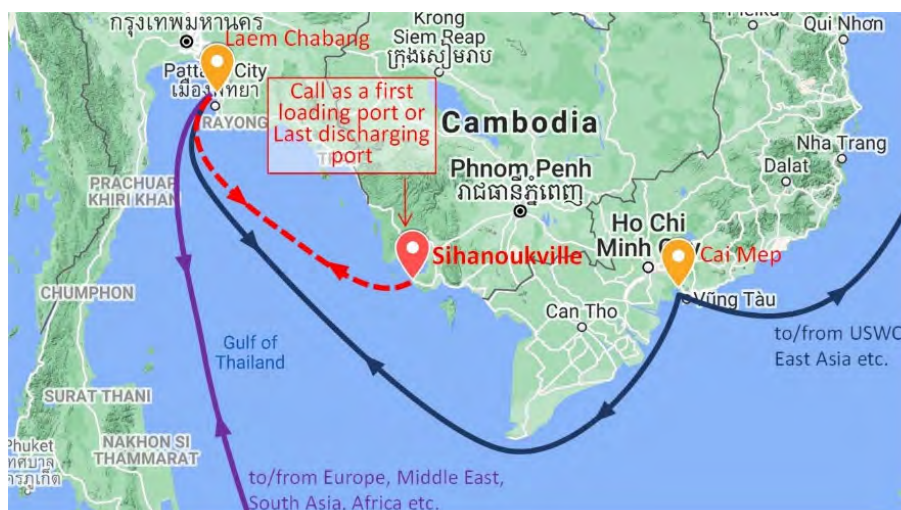 กรุงเทพมหานคร
Laem Chabang
Pattaya City
เมืองพัทยา
RAYONG
Krong
Siem Reap
ក្រុងសៀមរាប
Qui Nhơn
Call as a first
loading port or
Last discharging
port
Cambodia
Nha Trang
Dalat
Phnom Penh
រាជធានីភ្នំពេញ
PRACHUAP
KHIRI KHAN
Ho Chi
Minh City
Sihanoukville
Cai Mep
Vũng Tàu
CHUMPHON
Can Tho
Gulf of
Thailand
to/from USWC
East Asia etc.
SURAT THANI
NAKHON SI
THAMMARAT
Phuket
to/from Europe, Middle East,
South Asia, Africa etc.